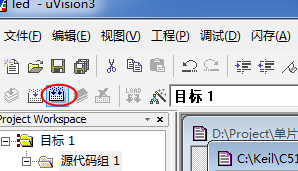 led - uVision3
文件(F) 编辑(E) 视图(V) 工程(P) 调试(D) 闪存(A)
LOAD
目标 1
Project Workspace
目标 1
源代码组 1
D:\Project\单片
C:\Keil\C51